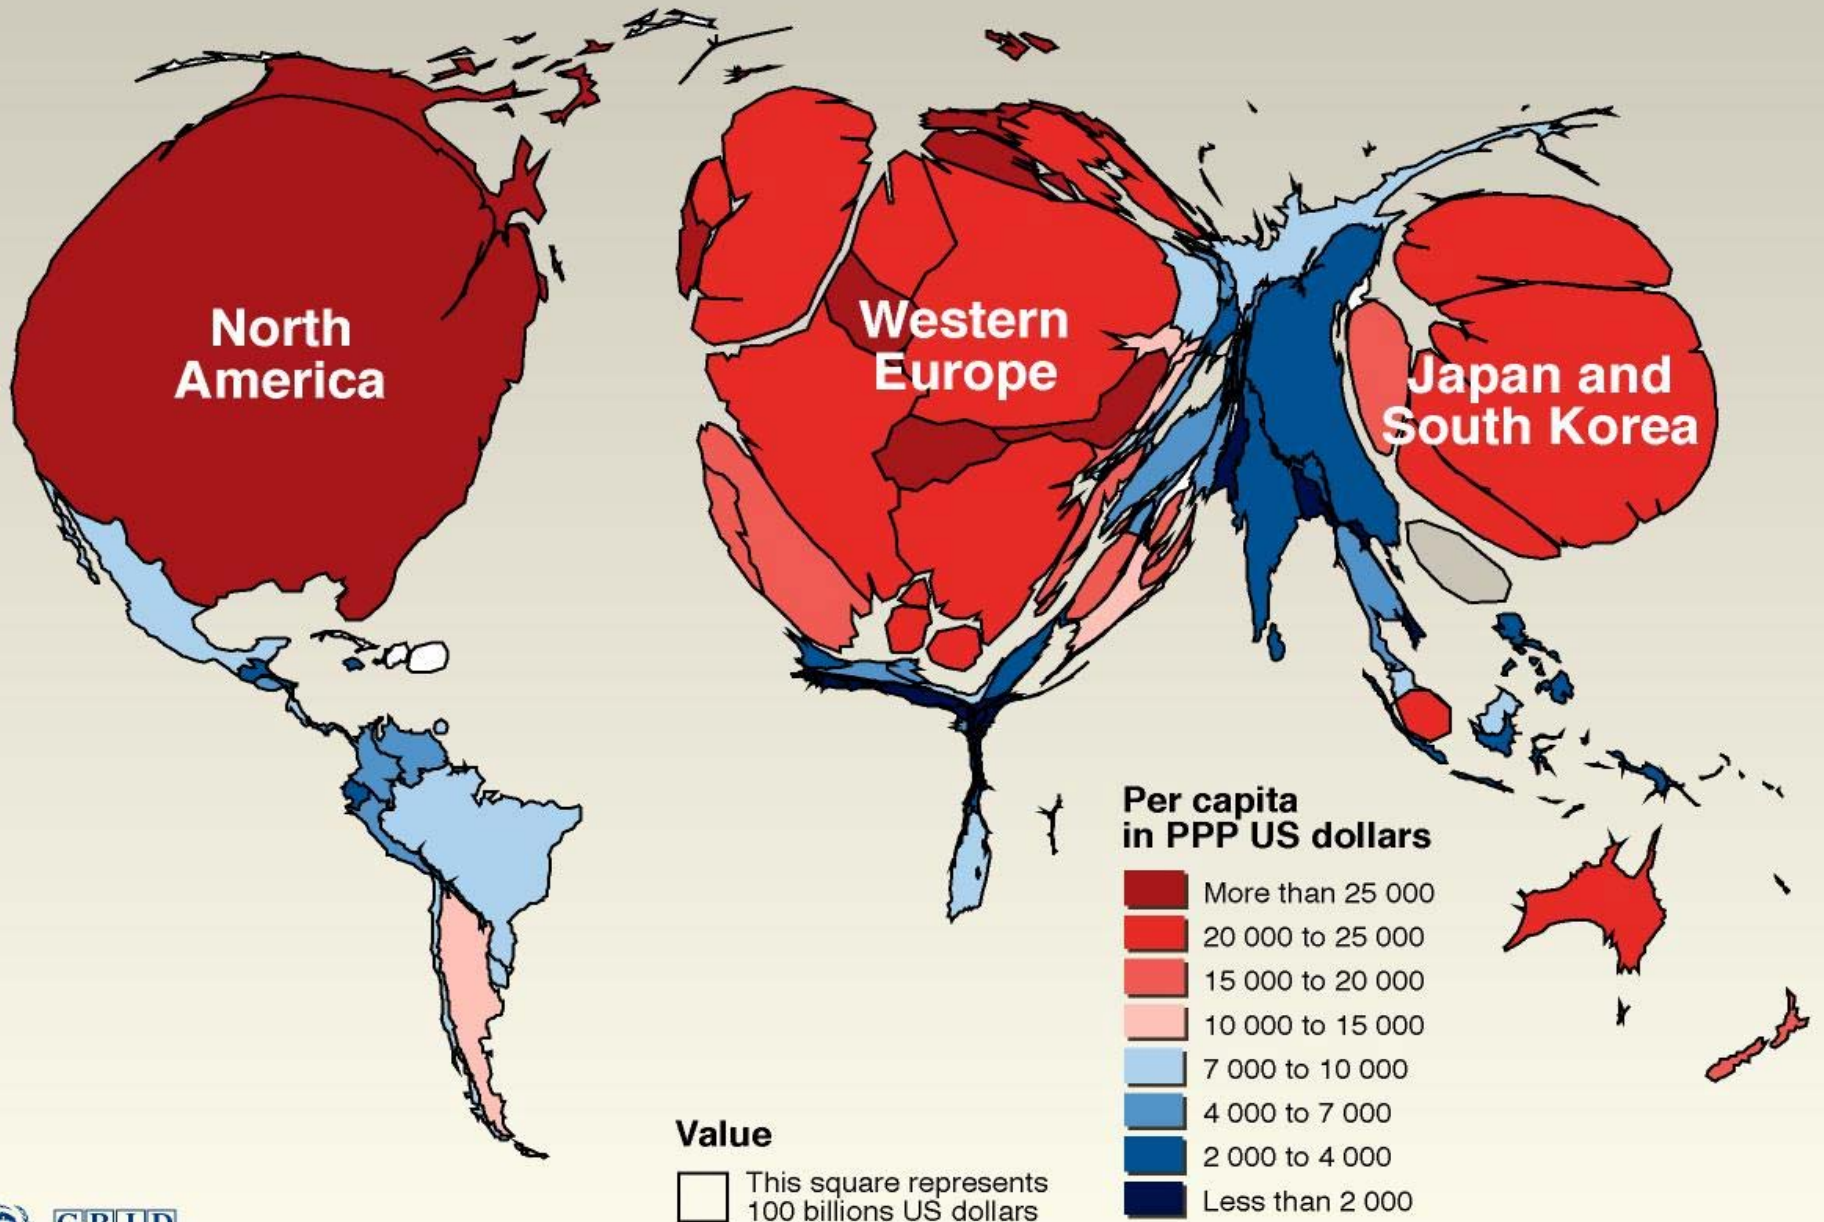 North
America
Western
Europe
Japan and
South Korea
Per capita
in PPP US dollars
More than 25 000
20 000 to 25 000
15 000 to 20 000
10 000 to 15 000
7 000 to 10 000
4 000 to 7 000
2 000 to 4 000
Less than 2 000
Value
This square represents
100 billions US dollars
GRID